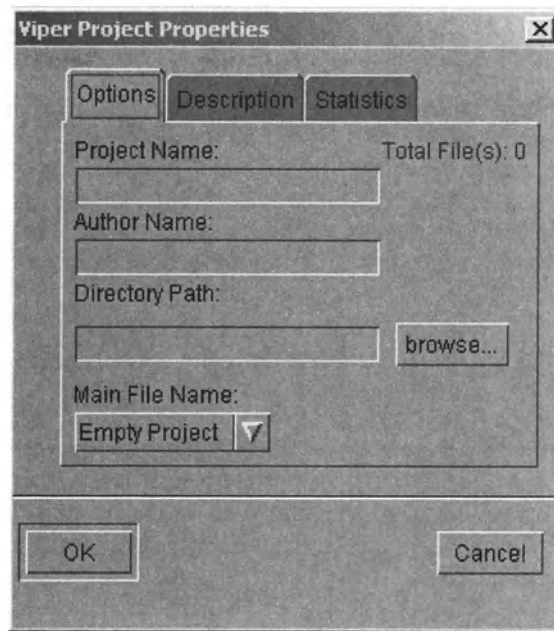 Viper Project Properties
Options Description Statistics
Project Name: Total File(s): 0
Author Name:
Directory Path:
browse...
Main File Name:
Empty Project
OK Cancel